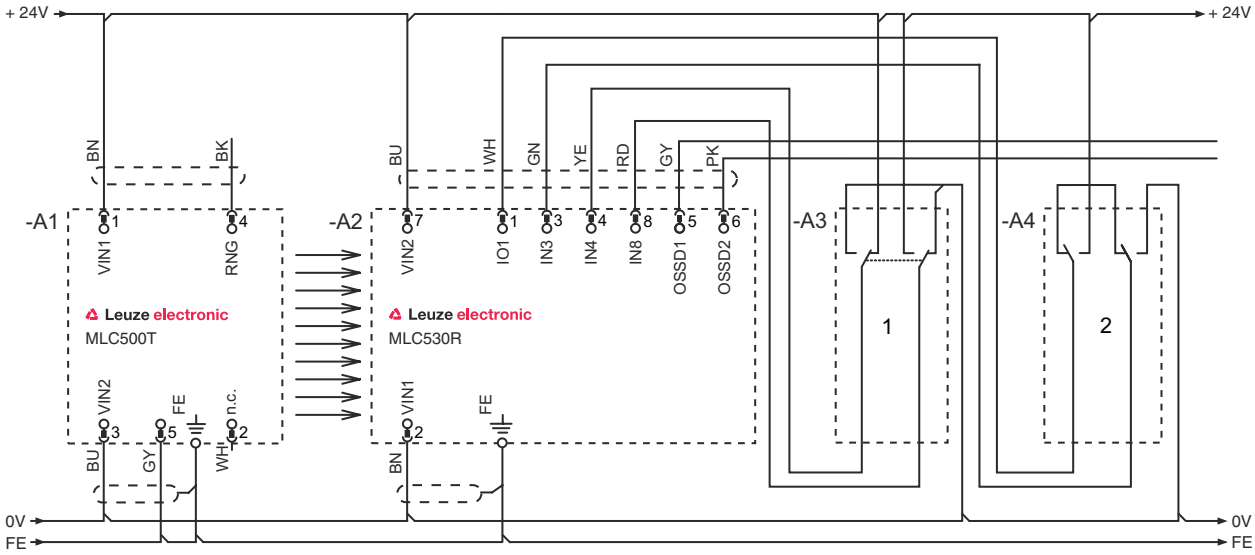 + 24V
+ 24V
BN
BK
BU
WH
GN
YE
RD
GY
PK
-A1
1
4
-A2
7
1
3
4
8
5
6
-A3
-A4
VIN1
RNG
VIN2
IO1
IN3
IN4
IN8
OSSD1
OSSD2
Leuze electronic
MLC500T
Leuze electronic
MLC530R
1
2
VIN2
FE
n.c.
VIN1
FE
3
5
2
2
BU
GY
WH
BN
0V
0V
FE
FE